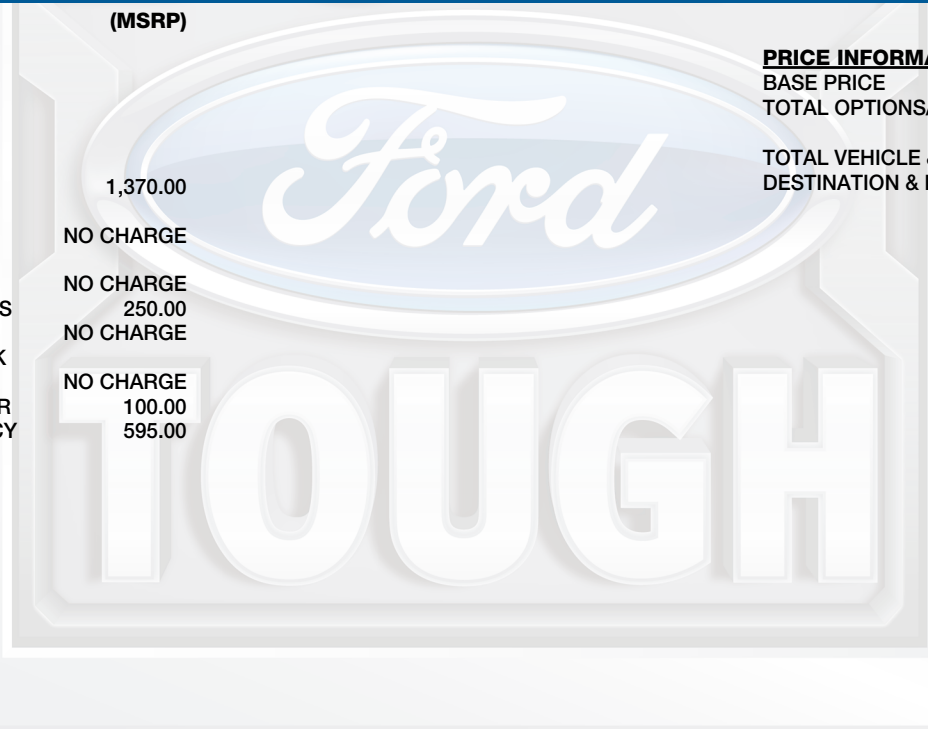 (MSRP)
PRICE INFORMA
BASE PRICE
TOTAL OPTIONS/
TOTAL VEHICLE &
DESTINATION & 
1,370.00
NO CHARGE
NO CHARGE
S 250.00
NO CHARGE
K
NO CHARGE
R 100.00
CY 595.00
Ford
TOUGH